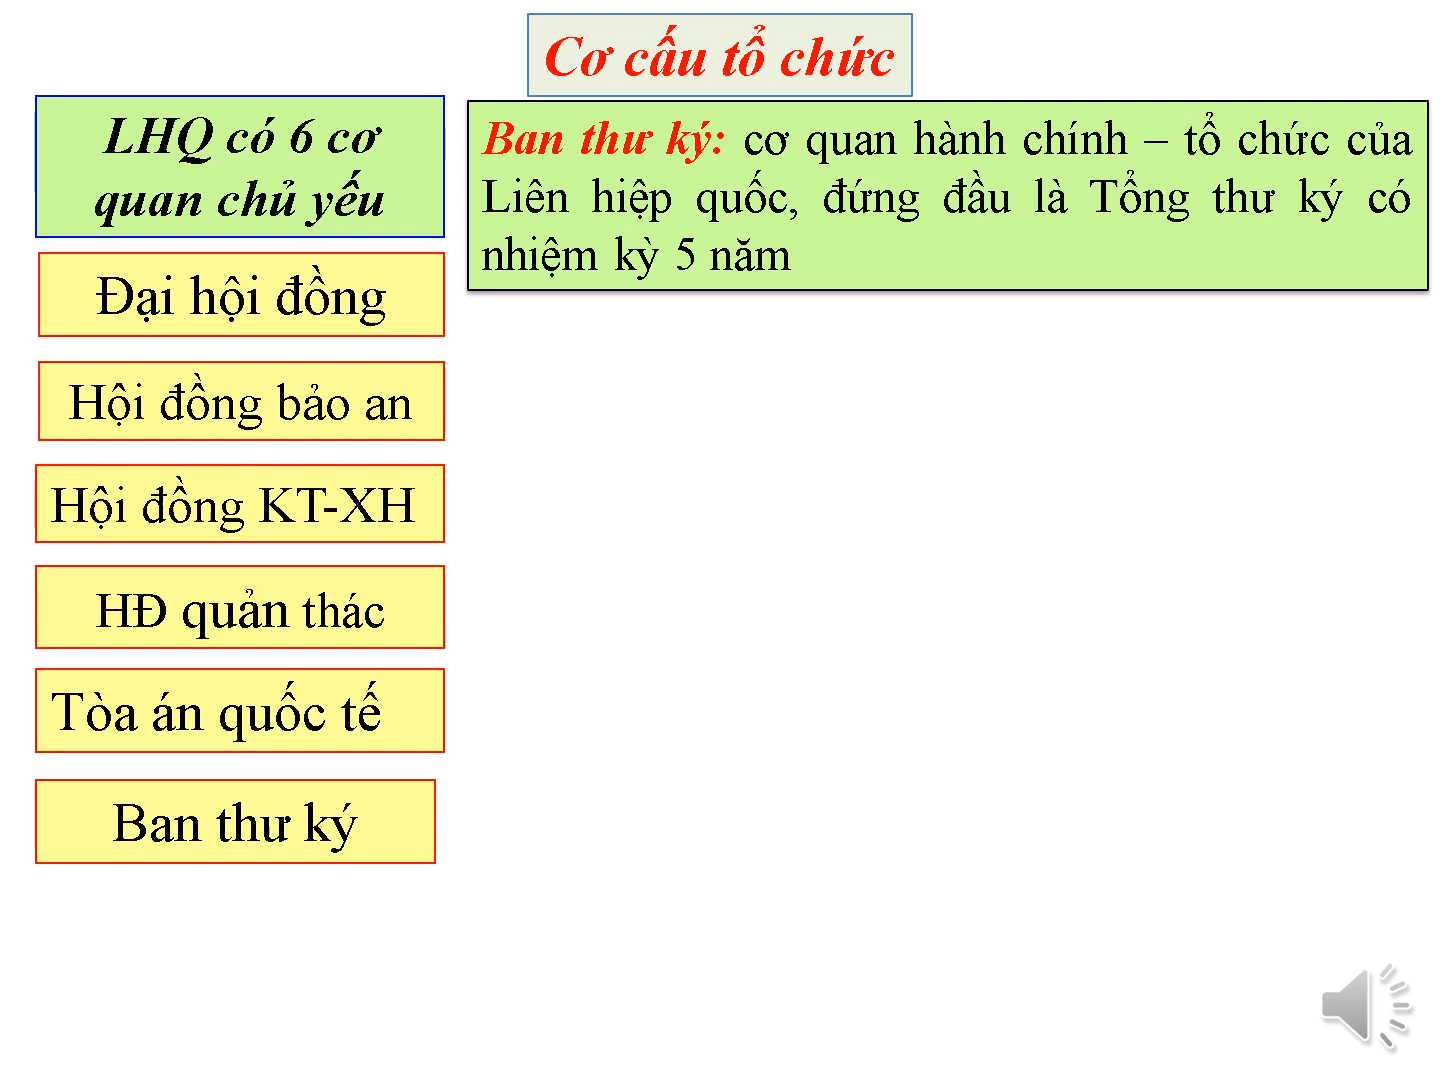 Cơ cấu tổ chức
LHQ có 6 cơ
quan chủ yếu
Đại hội đồng
Hội đồng bảo an
Hội đồng KT-XH
HĐ quản thác
Tòa án quốc tế
Ban thư ký
Ban thư ký: cơ quan hành chính – tổ chức của
Liên hiệp quốc, đứng đầu là Tổng thư ký có
nhiệm kỳ 5 năm